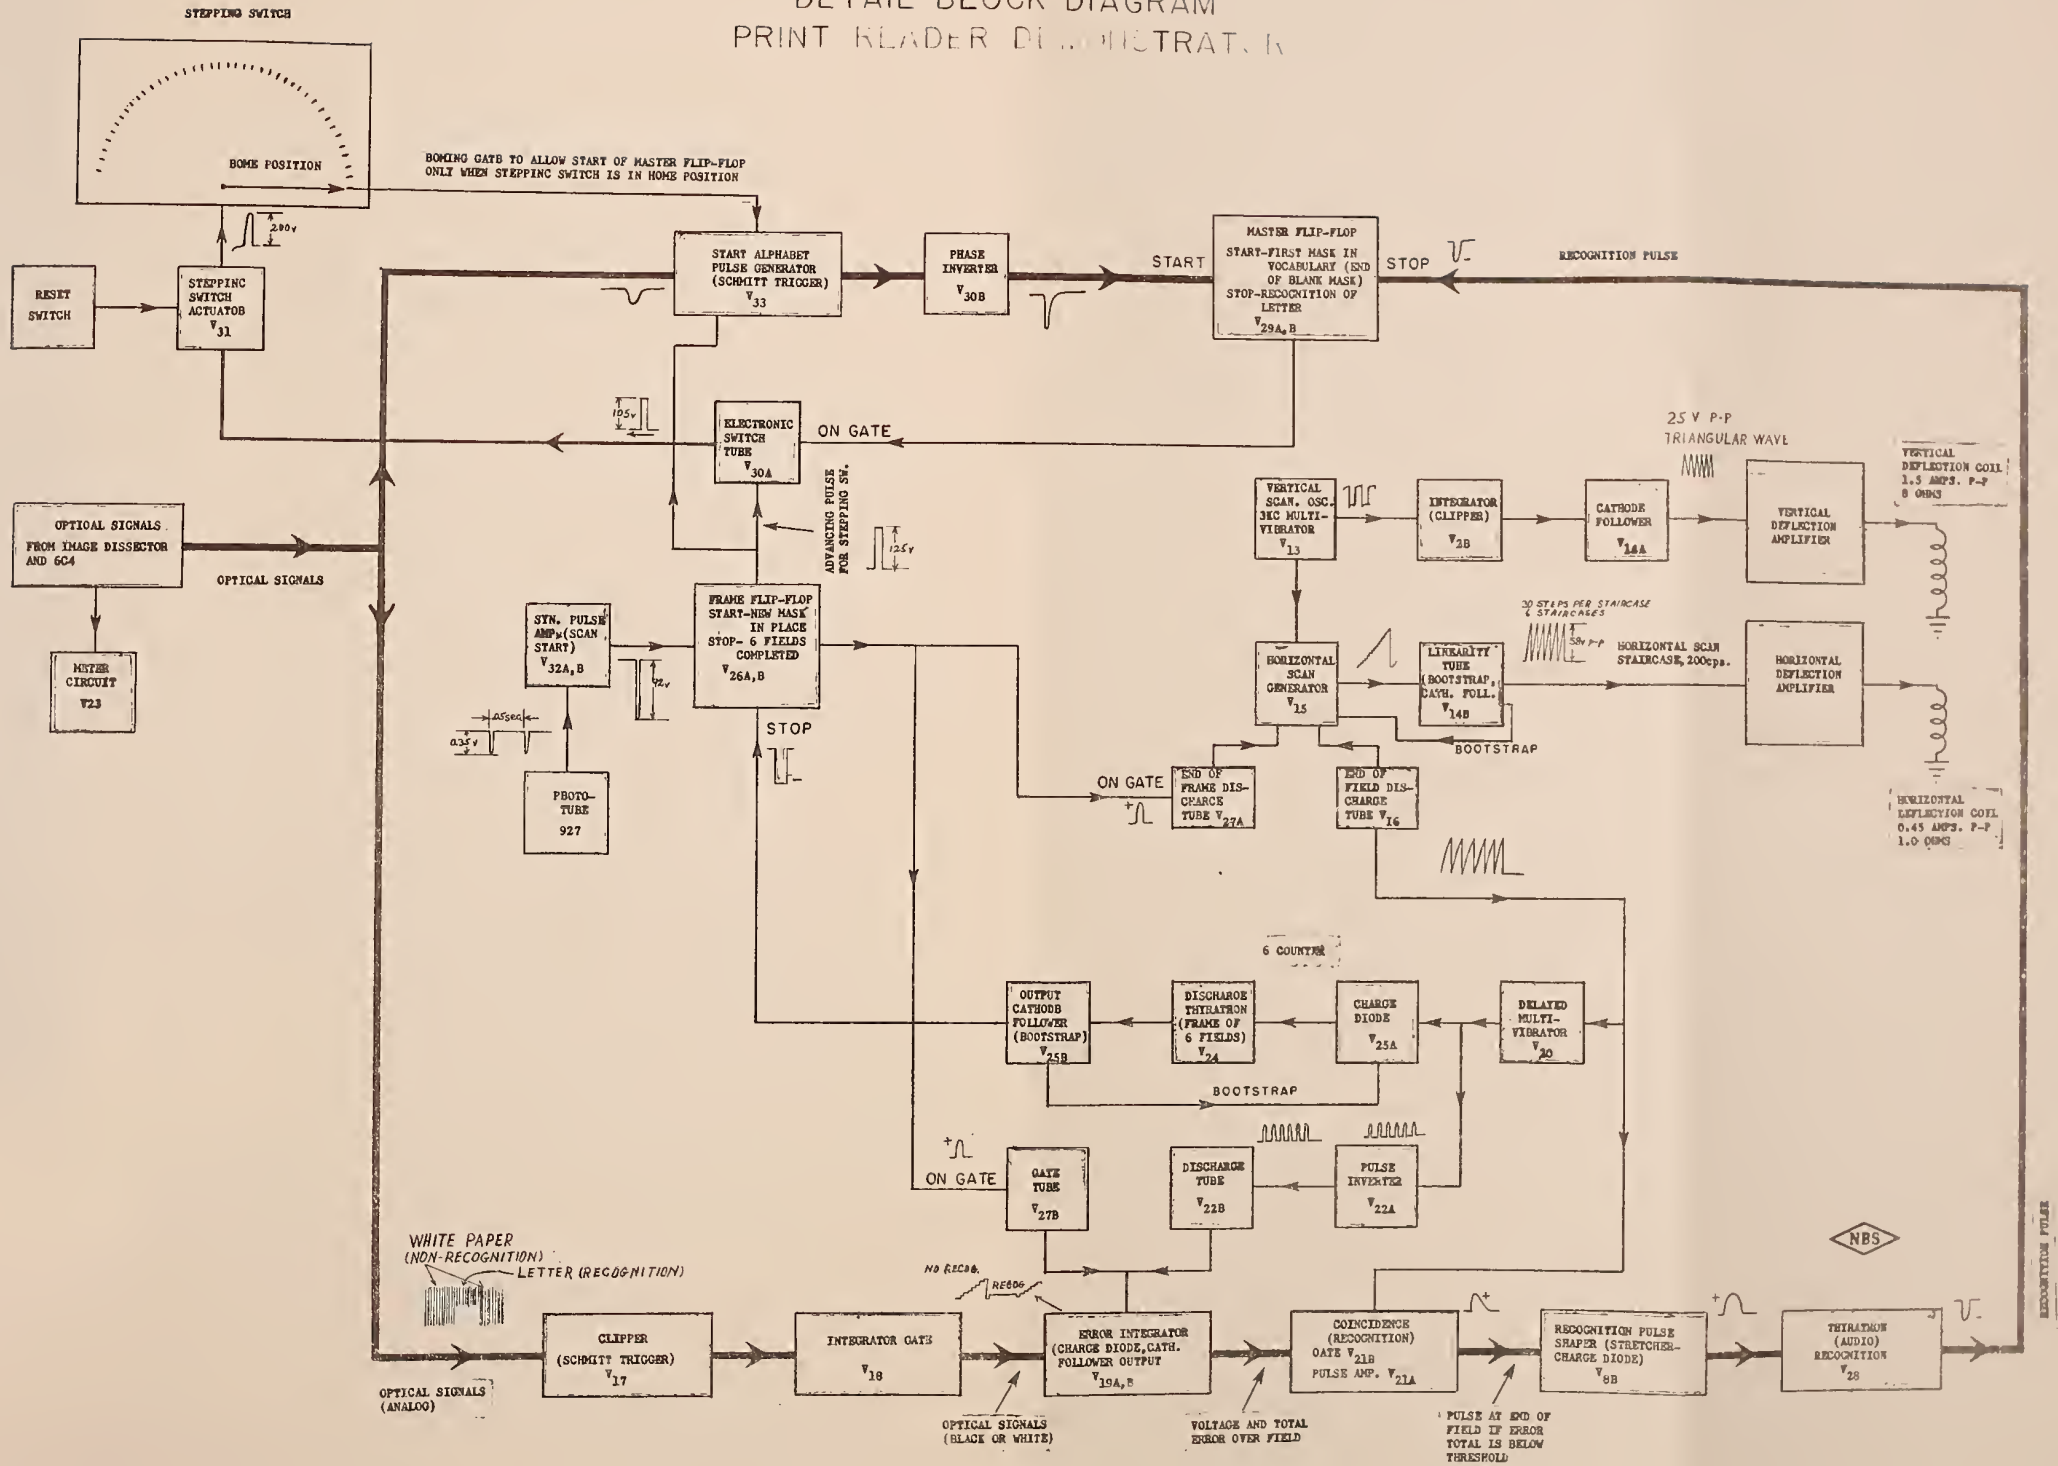 DETAIL BLOCK DIAGRAM
PRINT READER DEMONSTRATOR
STEPPING SWITCH
BOME POSITION
BOMING GATB TO ALLOW START OF MASTER FLIP-FLOP
ONLY WHEN STEPPINC SWITCH IS IN HOME POSITION
200v
RESET
SWITCH
STEPPINC
SWITCH
ACTUATOB
V31
START ALPHABET
PULSE GENERATOR
(SCHMITT TRIGGER)
V33
PHASE
INVERTER
V30B
START
MASTER FLIP-FLOP
START-FIRST MASK IN
VOCABULARY (END
OF BLANK MASK)
STOP-RECOGNITION OF
LETTER
V29A,B
STOP
RECOGNITION PULSE
105v
ELECTRONIC
SWITCH
TUBE
V30A
ON GATE
ADVANCING PULSE
FOR STEPPING SW.
125v
OPTICAL SIGNALS
FROM IMAGE DISSECTOR
AND 6C4
OPTICAL SIGNALS
METER
CIRCUIT
V23
SYN. PULSE
AMP. (SCAN
START)
V32A,B
92v
.05 sec.
0.35v
PBOTO-
TUBE
927
FRAME FLIP-FLOP
START-NEW MASK
IN PLACE
STOP- 6 FIELDS
COMPLETED
V26A,B
STOP
VERTICAL
SCAN. OSC.
3KC MULTI-
VIBRATOR
V13
INTEGRATOR
(CLIPPER)
V2B
CATHODE
FOLLOWER
V14A
25 V P-P
TRIANGULAR WAVE
VERTICAL
DEFLECTION
AMPLIFIER
VERTICAL
DEFLECTION COIL
1.5 AMPS. P-P
8 OHMS
HORIZONTAL
SCAN
GENERATOR
V15
LINEARITY
TUBE
(BOOTSTRAP,
CATH. FOLL.
V14B
BOOTSTRAP
30 STEPS PER STAIRCASE
6 STAIRCASES
58v P-P
HORIZONTAL SCAN
STAIRCASE, 200cps.
HORIZONTAL
DEFLECTION
AMPLIFIER
HORIZONTAL
DEFLECTION COIL
0.45 AMPS. P-P
1.0 OHMS
ON GATE
+
END OF
FRAME DIS-
CHARGE
TUBE V27A
END OF
FIELD DIS-
CHARGE
TUBE V16
6 COUNTER
OUTPUT
CATHODB
FOLLOWER
(BOOTSTRAP)
V25B
DISCHARGE
THYRATRON
(FRAME OF
6 FIELDS)
V24
CHARGE
DIODE
V25A
DELAYED
MULTI-
VIBRATOR
V20
BOOTSTRAP
+
ON GATE
GATE
TUBE
V27B
DISCHARGE
TUBE
V22B
PULSE
INVERTER
V22A
NBS
RECOGNITION PULSE
WHITE PAPER
(NON-RECOGNITION)
LETTER (RECOGNITION)
OPTICAL SIGNALS
(ANALOG)
CLIPPER
(SCHMITT TRIGGER)
V17
INTEGRATOR GATE
V18
NO RECOG.
RECOG
OPTICAL SIGNALS
(BLACK OR WHITE)
ERROR INTEGRATOR
(CHARGE DIODE, CATH.
FOLLOWER OUTPUT
V19A,B
VOLTAGE AND TOTAL
ERROR OVER FIELD
COINCIDENCE
(RECOGNITION)
GATE V21B
PULSE AMP. V21A
+
PULSE AT END OF
FIELD IF ERROR
TOTAL IS BELOW
THRESHOLD
RECOGNITION PULSE
SHAPER (STRETCHER-
CHARGE DIODE)
V8B
+
THYRATRON
(AUDIO)
RECOGNITION
V28